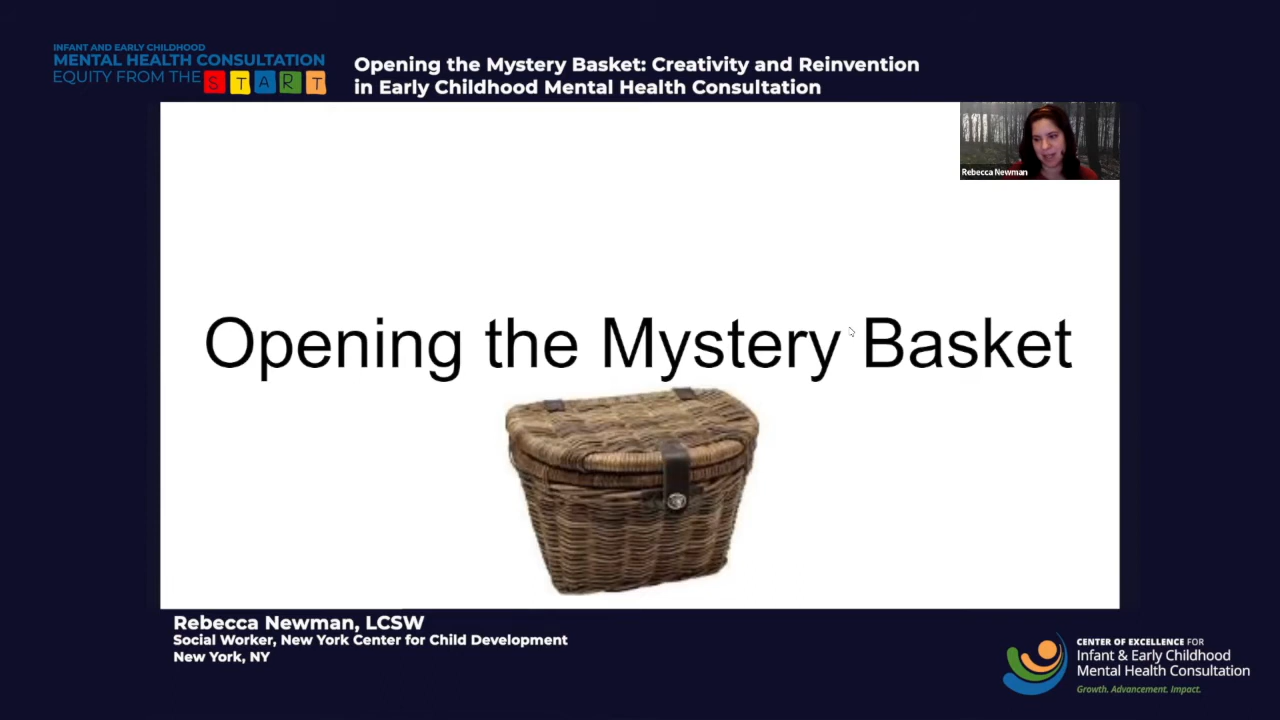 INFANT AND EARLY CHILDHOOD
MENTAL HEALTH CONSULTATION
EQUITY FROM THE START
Opening the Mystery Basket: Creativity and Reinvention
in Early Childhood Mental Health Consultation
Rebecca Newman
Opening the Mystery Basket
Rebecca Newman, LCSW
Social Worker, New York Center for Child Development
New York, NY
CENTER OF EXCELLENCE FOR
Infant & Early Childhood
Mental Health Consultation
Growth. Advancement. Impact.